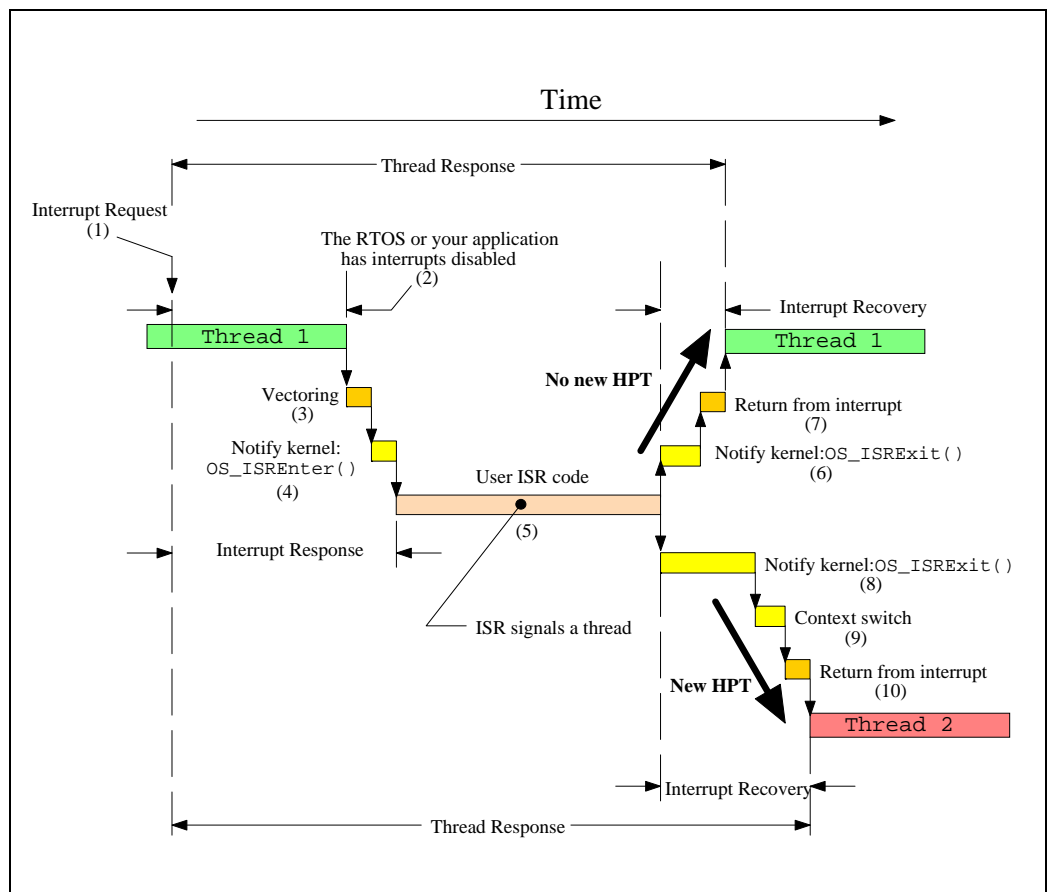 Time
Thread Response
Interrupt Request
(1)
The RTOS or your application
has interrupts disabled
(2)
Interrupt Recovery
Thread 1
Thread 1
No new HPT
Vectoring
(3)
Return from interrupt
(7)
Notify kernel:
OS_ISREnter()
(4)
Notify kernel:OS_ISRExit()
(6)
User ISR code
(5)
Interrupt Response
Notify kernel:OS_ISRExit()
(8)
Context switch
(9)
ISR signals a thread
Return from interrupt
(10)
New HPT
Thread 2
Interrupt Recovery
Thread Response